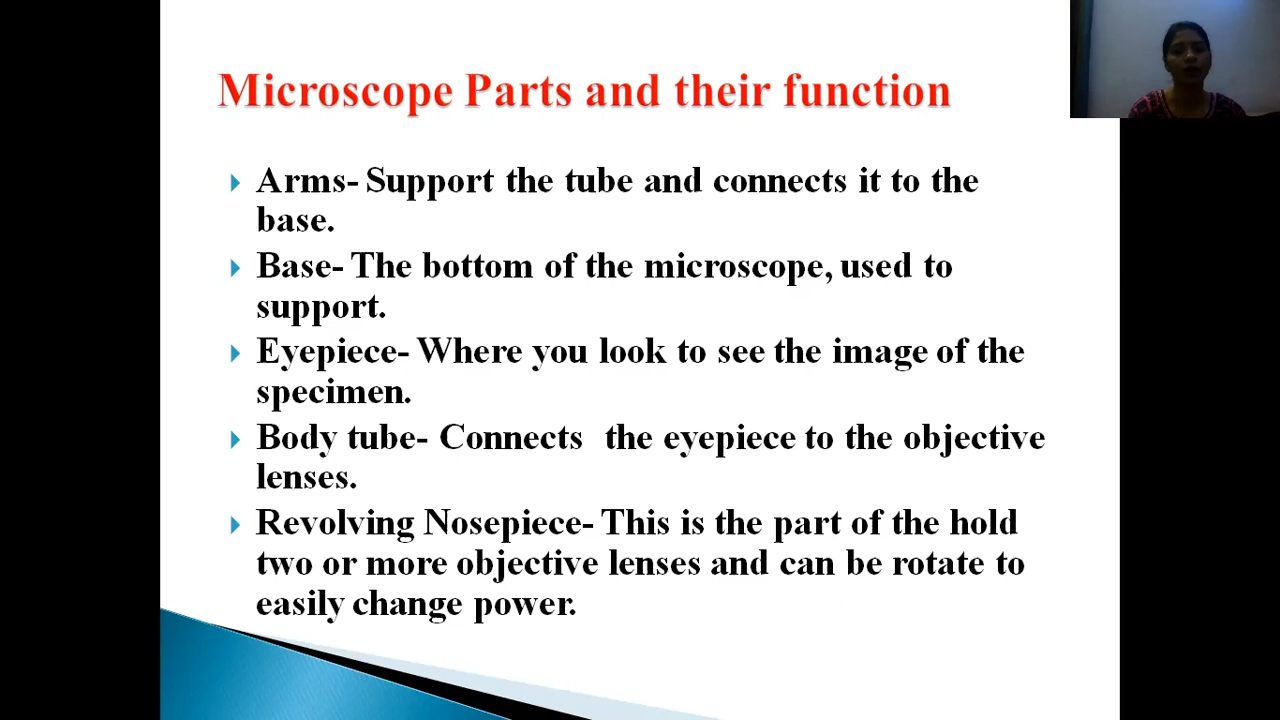 Microscope Parts and their function
Arms- Support the tube and connects it to the
base.
Base- The bottom of the microscope, used to
support.
Eyepiece- Where you look to see the image of the
specimen.
Body tube- Connects the eyepiece to the objective
lenses.
Revolving Nosepiece- This is the part of the hold
two or more objective lenses and can be rotate to
easily change power.